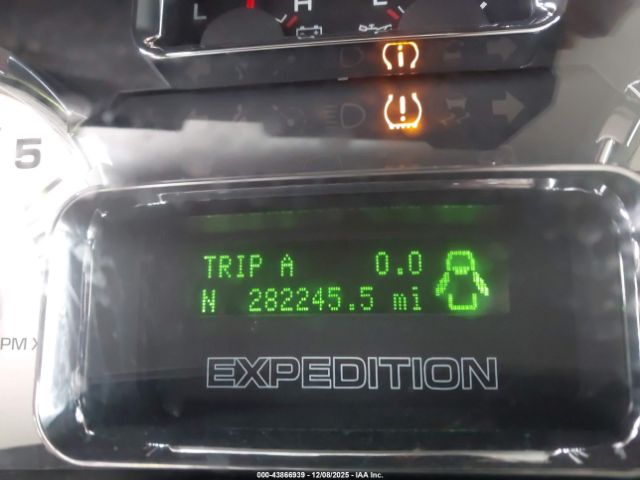 L H E
5
TRIP A 0.0
N 282245.5 mi
PM X
EXPEDITION
000-43866939 - 12/08/2025 - IAA Inc.